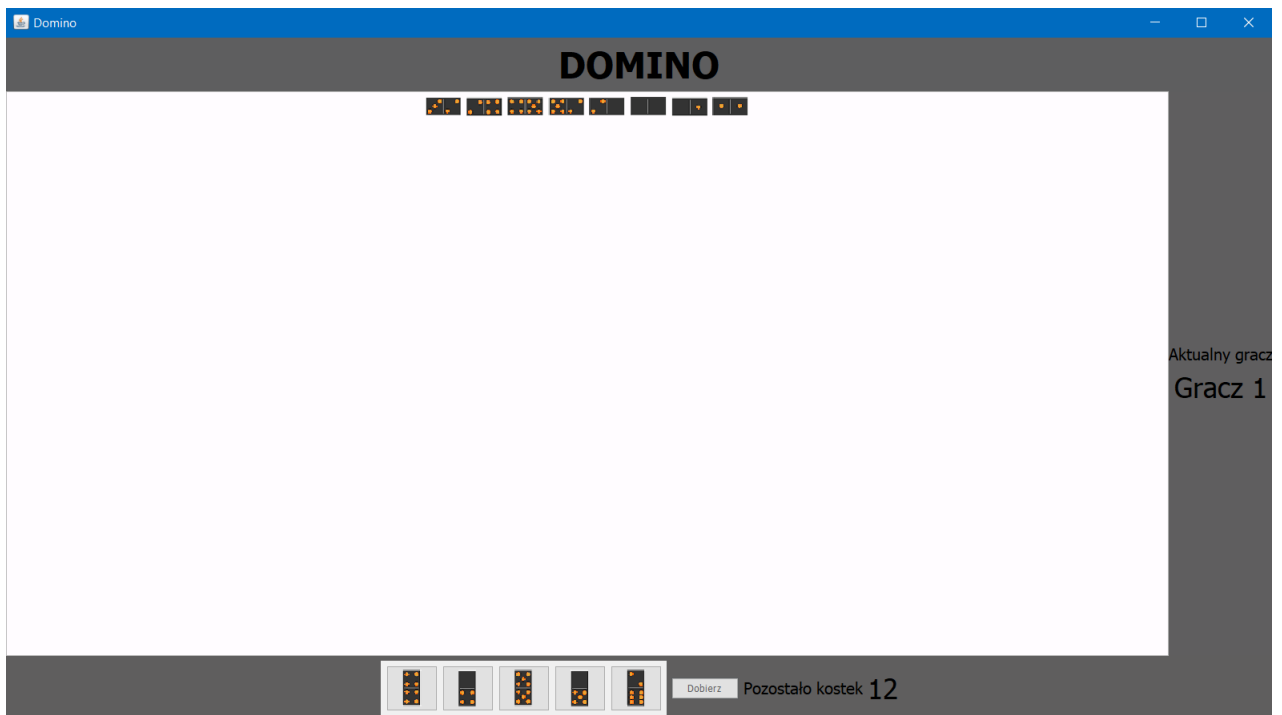 Domino
DOMINO
Aktualny gracz
Gracz 1
Dobierz
Pozostało kostek 12